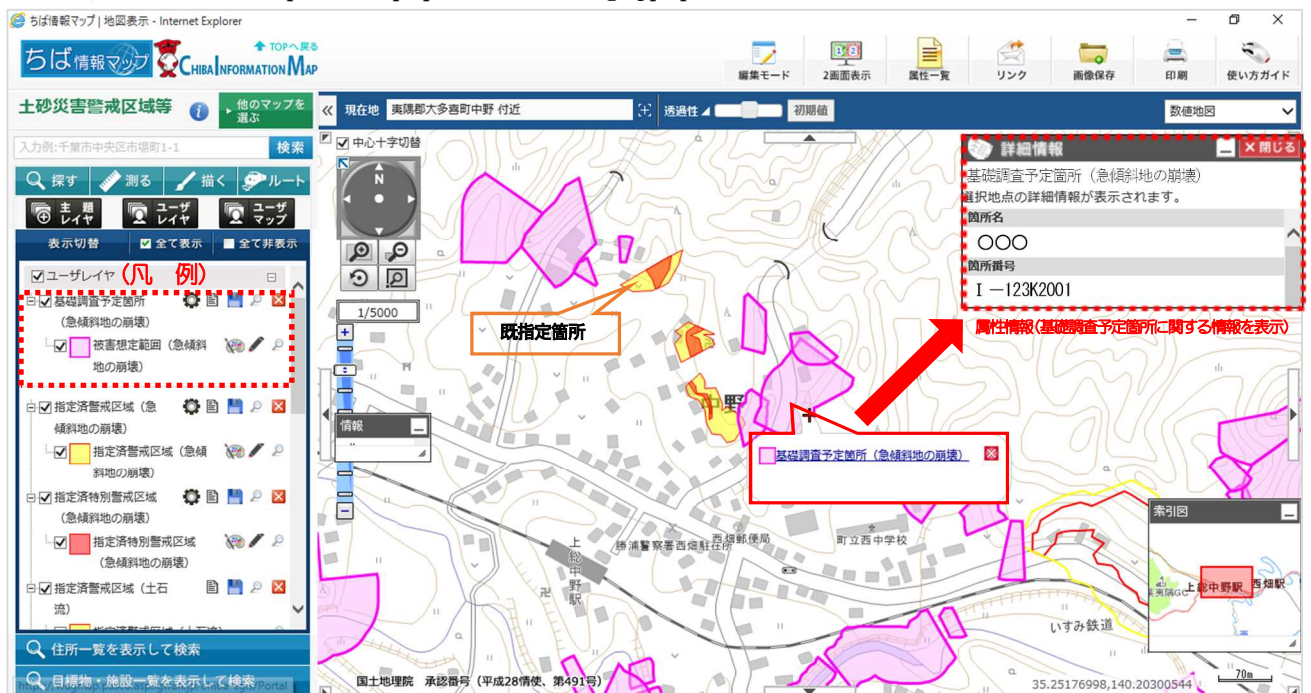 ちば情報マップ | 地図表示 - Internet Explorer
ちば情報マップ
CHIBA INFORMATION MAP
TOPへ戻る
編集モード
2画面表示
属性一覧
リンク
画像保存
印刷
使い方ガイド
土砂災害警戒区域等
他のマップを
選ぶ
現在地
夷隅郡大多喜町中野 付近
透過性
初期値
数値地図
入力例:千葉市中央区市場町1-1
検索
探す
測る
描く
ルート
主題
レイヤ
ユーザ
レイヤ
ユーザ
マップ
表示切替
全て表示
全て非表示
ユーザレイヤ
(凡 例)
基礎調査予定箇所
(急傾斜地の崩壊)
被害想定範囲(急傾斜
地の崩壊)
指定済警戒区域(急
傾斜地の崩壊)
指定済警戒区域(急傾
斜地の崩壊)
指定済特別警戒区域
(急傾斜地の崩壊)
指定済特別警戒区域
(急傾斜地の崩壊)
指定済警戒区域(土石
流)
住所一覧を表示して検索
目標物・施設一覧を表示して検索
中心十字切替
N
1/5000
情報
既指定箇所
中野
基礎調査予定箇所(急傾斜地の崩壊)
詳細情報
閉じる
基礎調査予定箇所(急傾斜地の崩壊)
選択地点の詳細情報が表示されます。
箇所名
○○○
箇所番号
Ⅰ-123K2001
属性情報(基礎調査予定箇所に関する情報を表示)
上総中野駅
勝浦警察署西畑駐在所
西畑郵便局
町立西中学校
いすみ鉄道
索引図
上総中野駅
西畑駅
国土地理院 承認番号(平成28情使、第491号)
70m
35.25176998,140.20300544